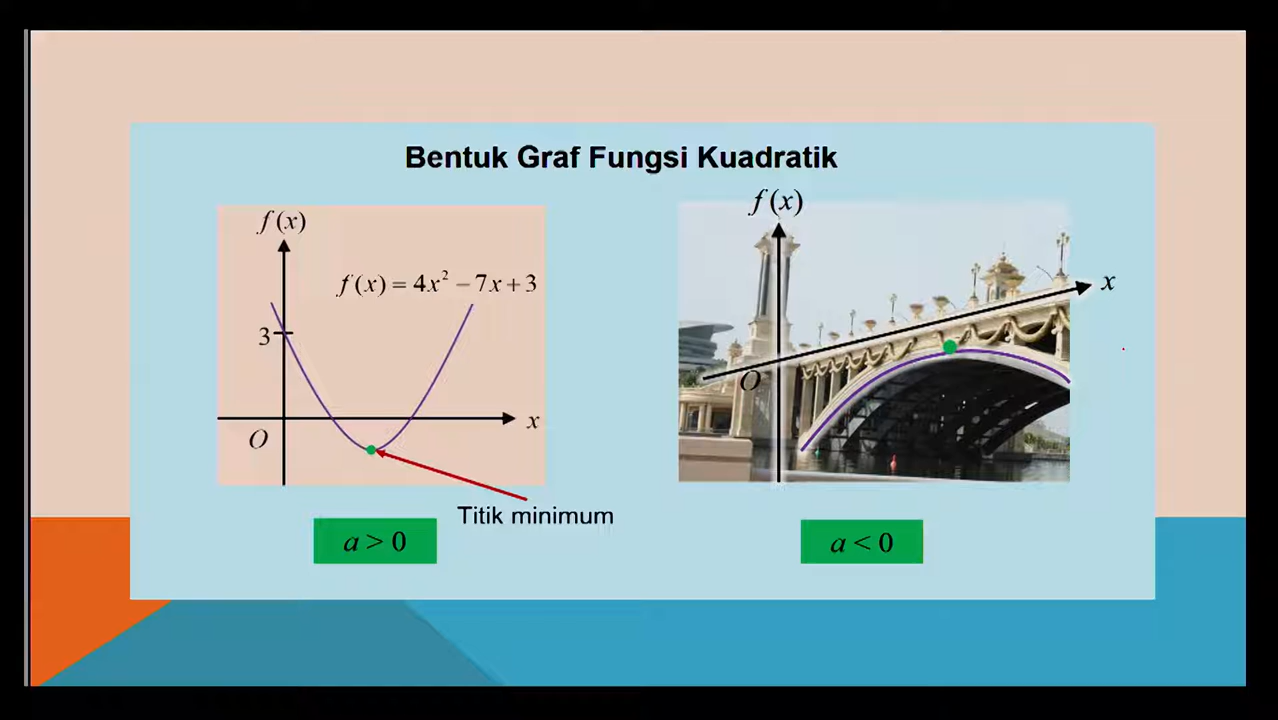 Bentuk Graf Fungsi Kuadratik
f(x)
f(x) = 4x² − 7x + 3
3
O
x
Titik minimum
a > 0
f(x)
x
O
a < 0